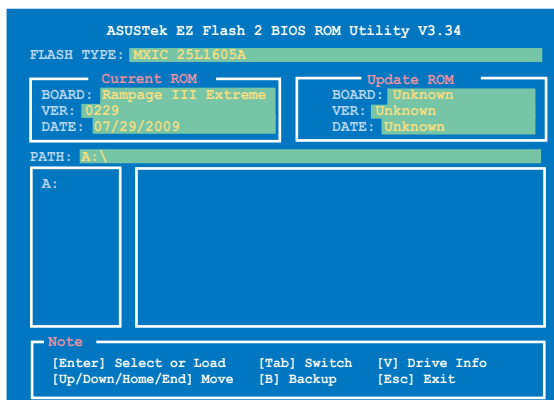 ASUSTek EZ Flash 2 BIOS ROM Utility V3.34
FLASH TYPE: MXIC 25L1605A
Current ROM
BOARD: Rampage III Extreme
VER: 0229
DATE: 07/29/2009
Update ROM
BOARD: Unknown
VER: Unknown
DATE: Unknown
PATH: A:\
A:
Note
[Enter] Select or Load [Tab] Switch [V] Drive Info
[Up/Down/Home/End] Move [B] Backup [Esc] Exit